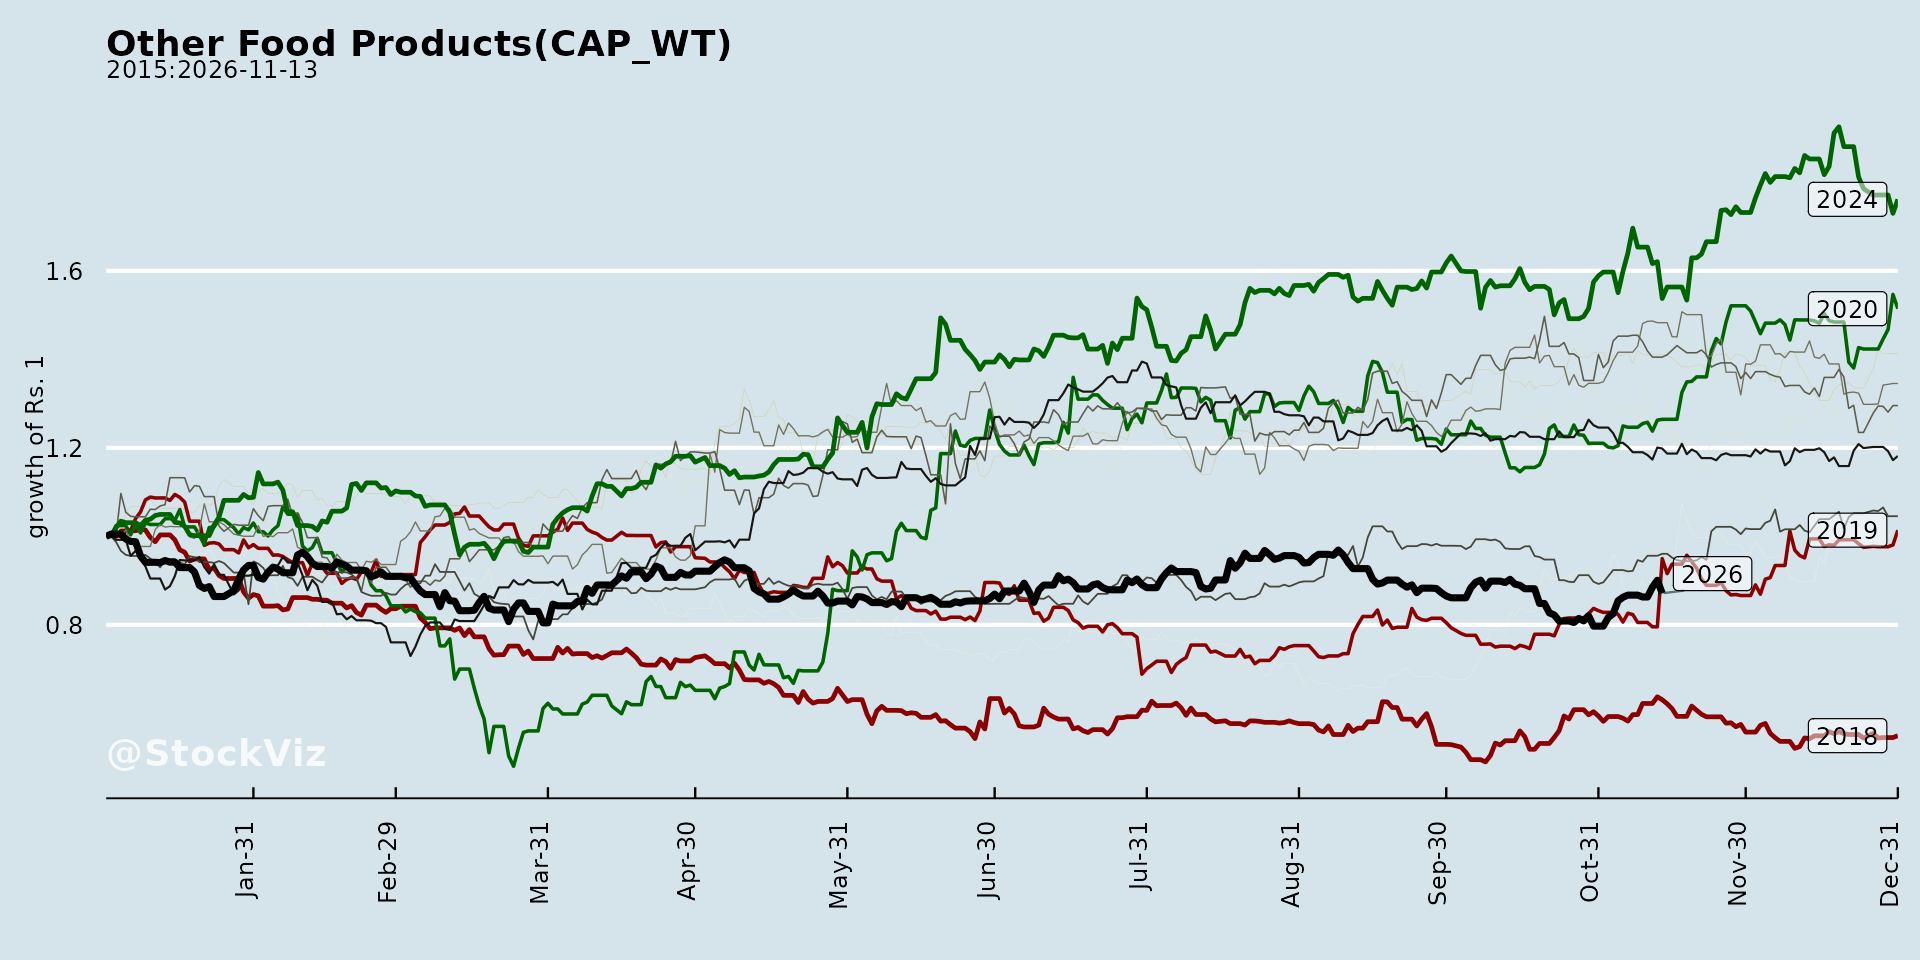 Other Food Products(CAP_WT)
2015:2026-11-13
growth of Rs. 1
1.6
1.2
0.8
2024
2020
2019
2026
2018
@StockViz
Jan-31
Feb-29
Mar-31
Apr-30
May-31
Jun-30
Jul-31
Aug-31
Sep-30
Oct-31
Nov-30
Dec-31